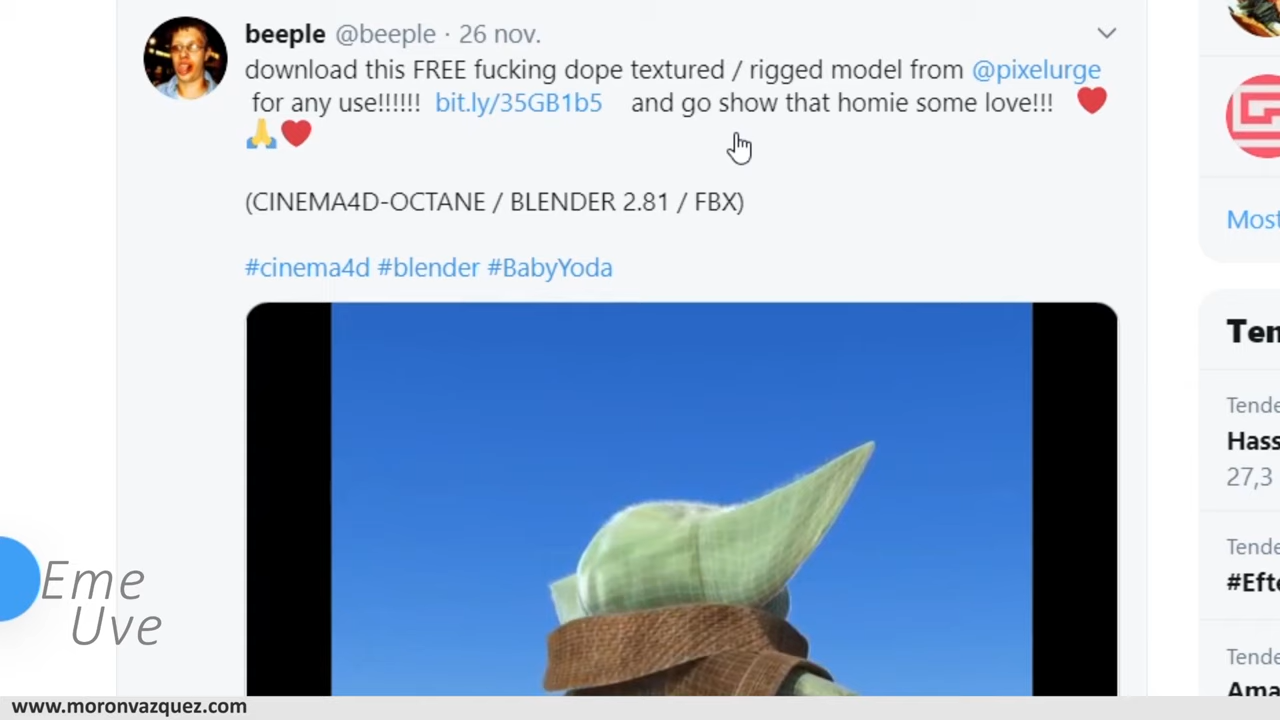 beeple @beeple · 26 nov.
download this FREE fucking dope textured / rigged model from @pixelurge
for any use!!!!!! bit.ly/35GB1b5 and go show that homie some love!!! ❤️
🙏❤️
(CINEMA4D-OCTANE / BLENDER 2.81 / FBX)
#cinema4d #blender #BabyYoda
Most
Ten
Tende
Hass
27,3
Tende
#Efte
Tende
Ama
Eme
Uve
www.moronvazquez.com